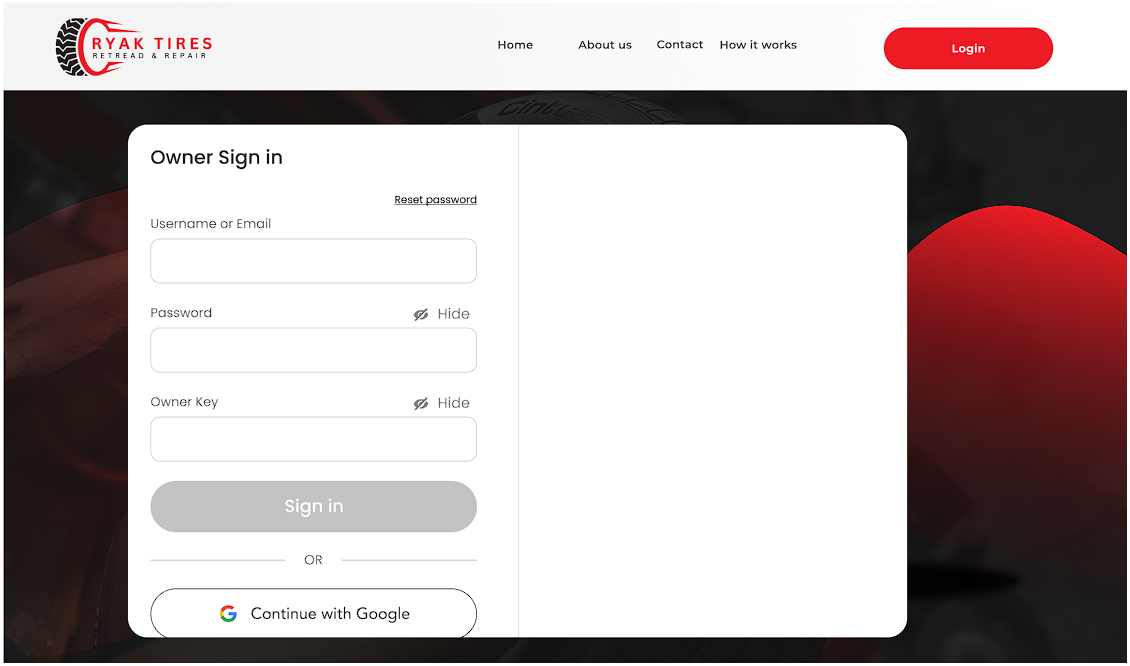 RYAK TIRES
RETREAD & REPAIR
Home About us Contact How it works Login
Owner Sign in
Reset password
Username or Email
Password Hide
Owner Key Hide
Sign in
OR
Continue with Google